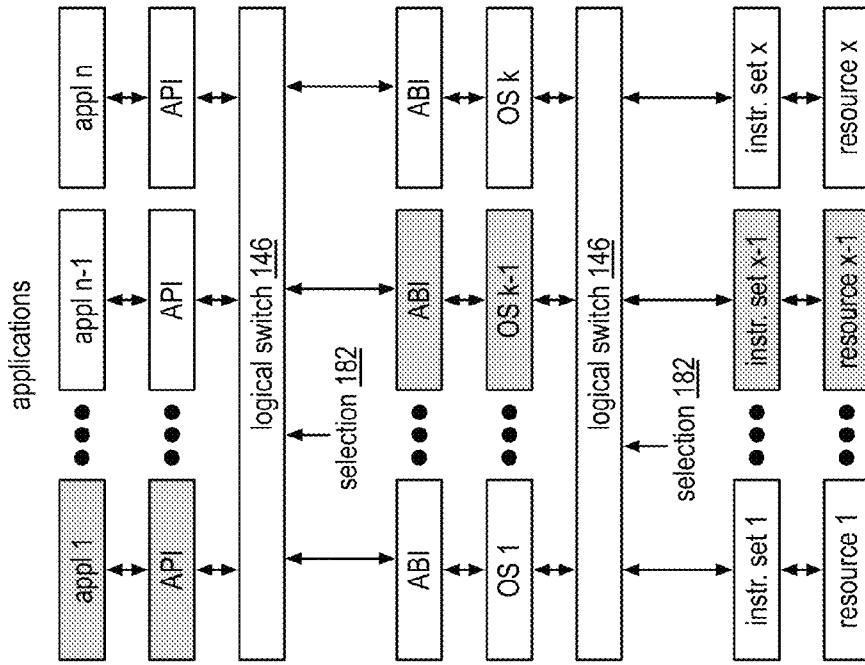 applications
appl 1
appl n-1
appl n
API
API
API
logical switch 146
selection 182
ABI
ABI
ABI
OS 1
OS k-1
OS k
logical switch 146
selection 182
instr. set 1
instr. set x-1
instr. set x
resource 1
resource x-1
resource x